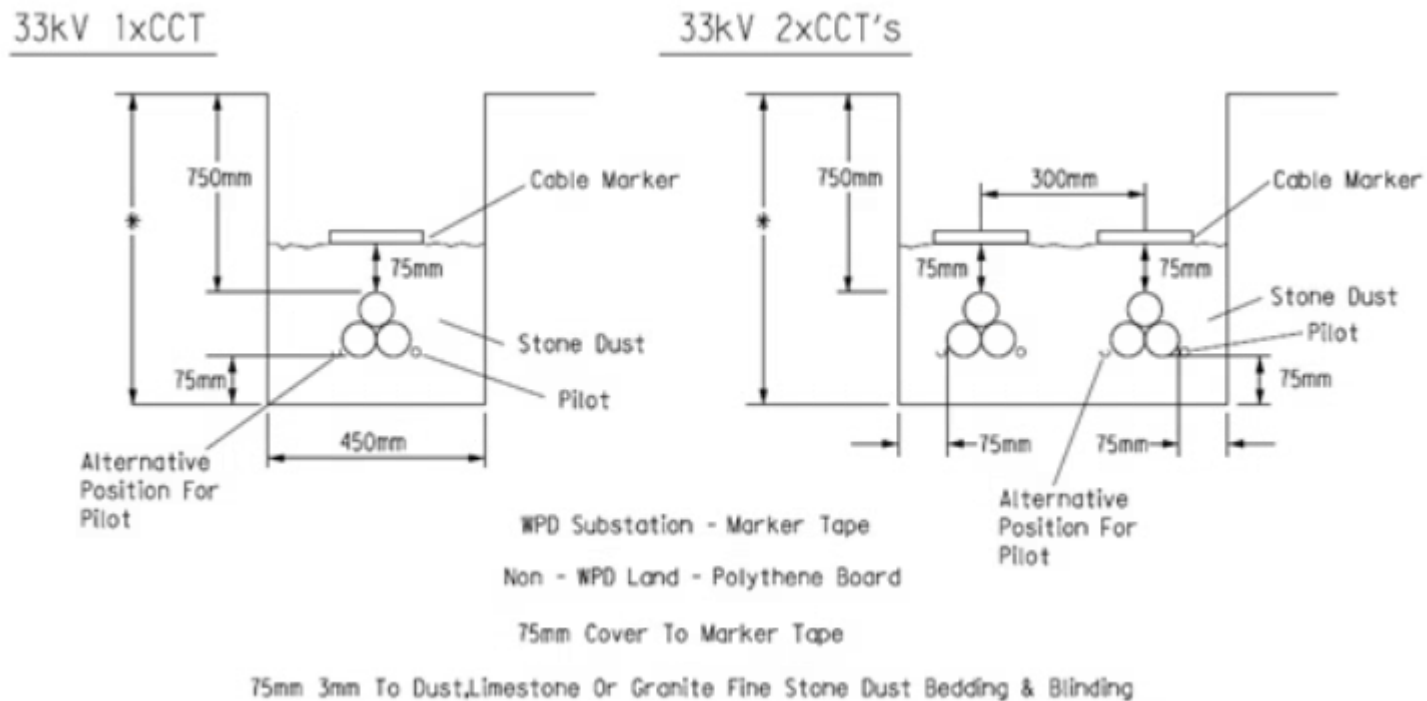 33kV 1xCCT
33kV 2xCCT's
750mm
Cable Marker
*
75mm
Stone Dust
75mm
Pilot
450mm
Alternative
Position For
Pilot
750mm
300mm
Cable Marker
*
75mm
75mm
Stone Dust
Pilot
75mm
75mm
75mm
Alternative
Position For
Pilot
WPD Substation - Marker Tape
Non - WPD Land - Polythene Board
75mm Cover To Marker Tape
75mm 3mm To Dust,Limestone Or Granite Fine Stone Dust Bedding & Blinding